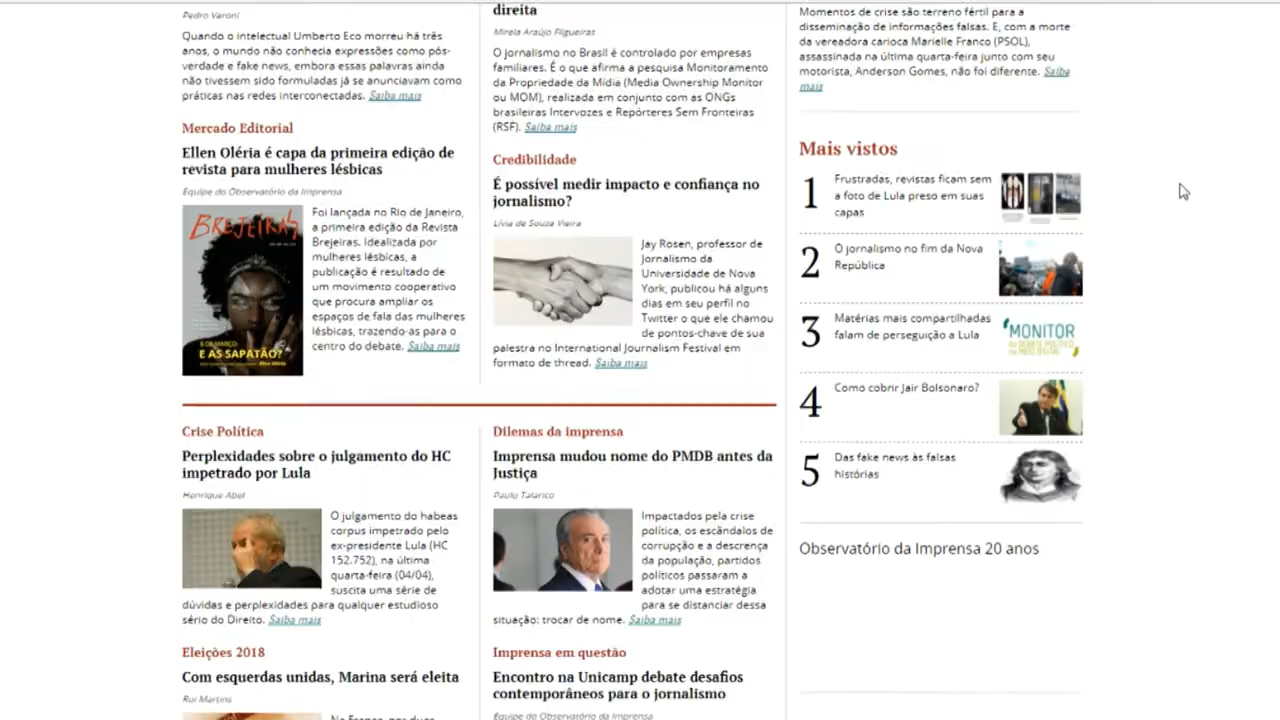 Pedro Varoni
Quando o intelectual Umberto Eco morreu há três
anos, o mundo não conhecia expressões como pós-
verdade e fake news, embora essas palavras ainda
não tivessem sido formuladas já se anunciavam como
práticas nas redes interconectadas. Saiba mais
Mercado Editorial
Ellen Oléria é capa da primeira edição de
revista para mulheres lésbicas
Equipe do Observatório da Imprensa
BREJEIRAS
8 DE MARÇO:
E AS SAPATÃO?
Foi lançada no Rio de Janeiro,
a primeira edição da Revista
Brejeiras. Idealizada por
mulheres lésbicas, a
publicação é resultado de
um movimento cooperativo
que procura ampliar os
espaços de fala das mulheres
lésbicas, trazendo-as para o
centro do debate. Saiba mais
direita
Mirela Araújo Filgueiras
O jornalismo no Brasil é controlado por empresas
familiares. É o que afirma a pesquisa Monitoramento
da Propriedade da Mídia (Media Ownership Monitor
ou MOM), realizada em conjunto com as ONGs
brasileiras Intervozes e Repórteres Sem Fronteiras
(RSF). Saiba mais
Credibilidade
É possível medir impacto e confiança no
jornalismo?
Lívia de Souza Vieira
Jay Rosen, professor de
Jornalismo da
Universidade de Nova
York, publicou há alguns
dias em seu perfil no
Twitter o que ele chamou
de pontos-chave de sua
palestra no International Journalism Festival em
formato de thread. Saiba mais
Crise Política
Perplexidades sobre o julgamento do HC
impetrado por Lula
Henrique Abel
O julgamento do habeas
corpus impetrado pelo
ex-presidente Lula (HC
152.752), na última
quarta-feira (04/04),
suscita uma série de
dúvidas e perplexidades para qualquer estudioso
sério do Direito. Saiba mais
Eleições 2018
Com esquerdas unidas, Marina será eleita
Rui Martins
Dilemas da imprensa
Imprensa mudou nome do PMDB antes da
Justiça
Paulo Talarico
Impactados pela crise
política, os escândalos de
corrupção e a descrença
da população, partidos
políticos passaram a
adotar uma estratégia
para se distanciar dessa
situação: trocar de nome. Saiba mais
Imprensa em questão
Encontro na Unicamp debate desafios
contemporâneos para o jornalismo
Equipe do Observatório da Imprensa
Momentos de crise são terreno fértil para a
disseminação de informações falsas. E, com a morte
da vereadora carioca Marielle Franco (PSOL),
assassinada na última quarta-feira junto com seu
motorista, Anderson Gomes, não foi diferente. Saiba
mais
Mais vistos
1 Frustradas, revistas ficam sem
a foto de Lula preso em suas
capas
2 O jornalismo no fim da Nova
República
3 Matérias mais compartilhadas
falam de perseguição a Lula
MONITOR
4 Como cobrir Jair Bolsonaro?
5 Das fake news às falsas
histórias
Observatório da Imprensa 20 anos